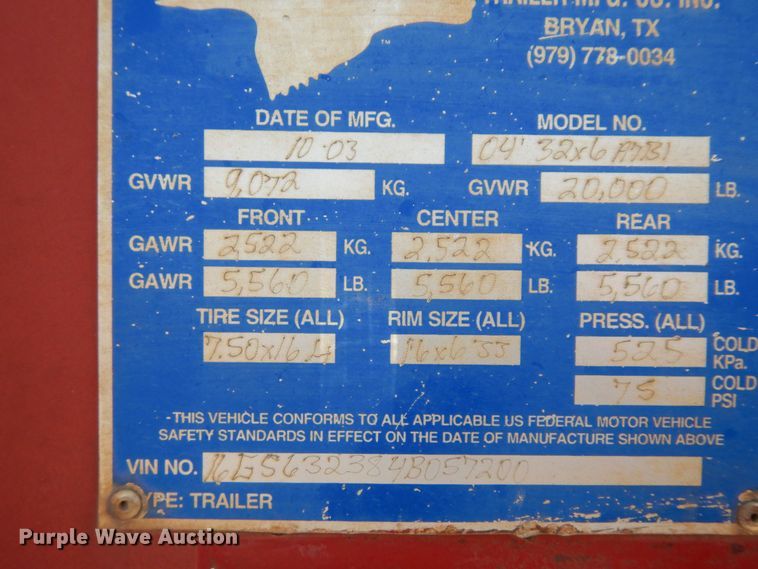 TRAILER MFG. CO. INC.
BRYAN, TX
(979) 778-0034
TM
DATE OF MFG. MODEL NO.
10-03 04' 32x6
GVWR 9,072 KG. GVWR 20,000 LB.
FRONT CENTER REAR
GAWR 2522 KG. 2,522 KG. 2,522 KG.
GAWR 5,560 LB. 5,560 LB. 5,560 LB.
TIRE SIZE (ALL) RIM SIZE (ALL) PRESS. (ALL)
7.50x16 16x6 525 COLD KPa.
75 COLD PSI
THIS VEHICLE CONFORMS TO ALL APPLICABLE US FEDERAL MOTOR VEHICLE
SAFETY STANDARDS IN EFFECT ON THE DATE OF MANUFACTURE SHOWN ABOVE
VIN NO. 16GS632384B057200
TYPE: TRAILER
Purple Wave Auction